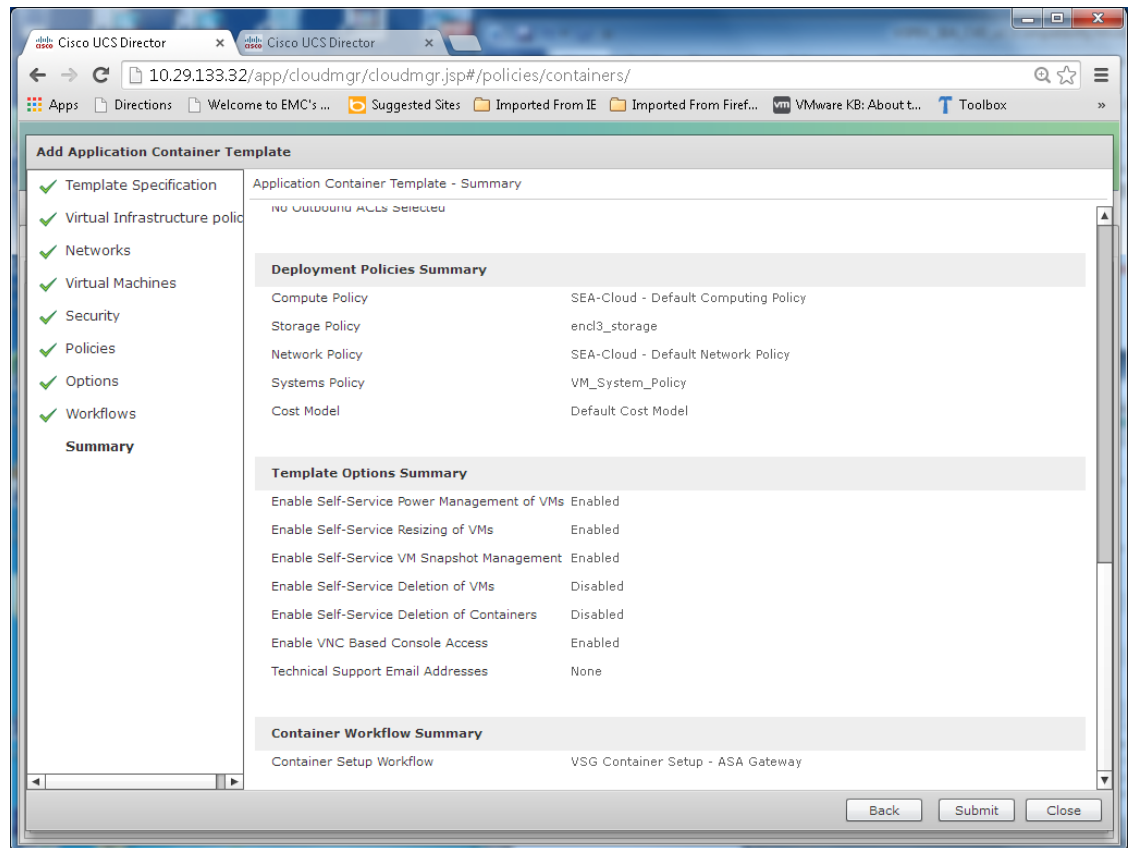 Cisco UCS Director
Cisco UCS Director
10.29.133.32/app/cloudmgr/cloudmgr.jsp#/policies/containers/
Apps Directions Welcome to EMC's ... Suggested Sites Imported From IE Imported From Firef... VMware KB: About t... Toolbox »
Add Application Container Template
Template Specification
Virtual Infrastructure polic
Networks
Virtual Machines
Security
Policies
Options
Workflows
Summary
Application Container Template - Summary
No Outbound ACLs Selected
Deployment Policies Summary
Compute Policy SEA-Cloud - Default Computing Policy
Storage Policy encl3_storage
Network Policy SEA-Cloud - Default Network Policy
Systems Policy VM_System_Policy
Cost Model Default Cost Model
Template Options Summary
Enable Self-Service Power Management of VMs Enabled
Enable Self-Service Resizing of VMs Enabled
Enable Self-Service VM Snapshot Management Enabled
Enable Self-Service Deletion of VMs Disabled
Enable Self-Service Deletion of Containers Disabled
Enable VNC Based Console Access Enabled
Technical Support Email Addresses None
Container Workflow Summary
Container Setup Workflow VSG Container Setup - ASA Gateway
Back Submit Close